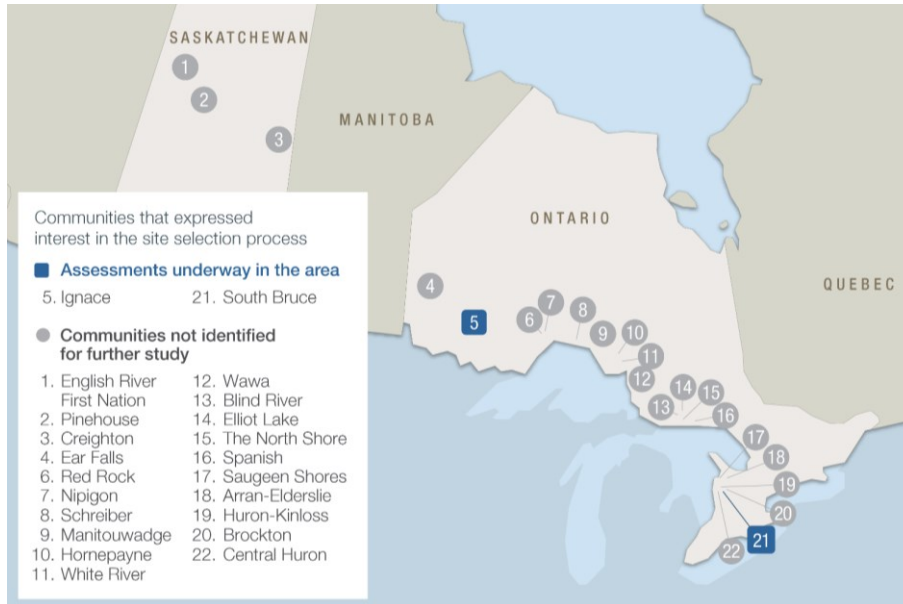 SASKATCHEWAN
1
2
3
MANITOBA
ONTARIO
QUEBEC
4
5
6
7
8
9
10
11
12
13
14
15
16
17
18
19
20
21
22
Communities that expressed
interest in the site selection process
Assessments underway in the area
5. Ignace
21. South Bruce
Communities not identified
for further study
1. English River
First Nation
2. Pinehouse
3. Creighton
4. Ear Falls
6. Red Rock
7. Nipigon
8. Schreiber
9. Manitouwadge
10. Hornepayne
11. White River
12. Wawa
13. Blind River
14. Elliot Lake
15. The North Shore
16. Spanish
17. Saugeen Shores
18. Arran-Elderslie
19. Huron-Kinloss
20. Brockton
22. Central Huron